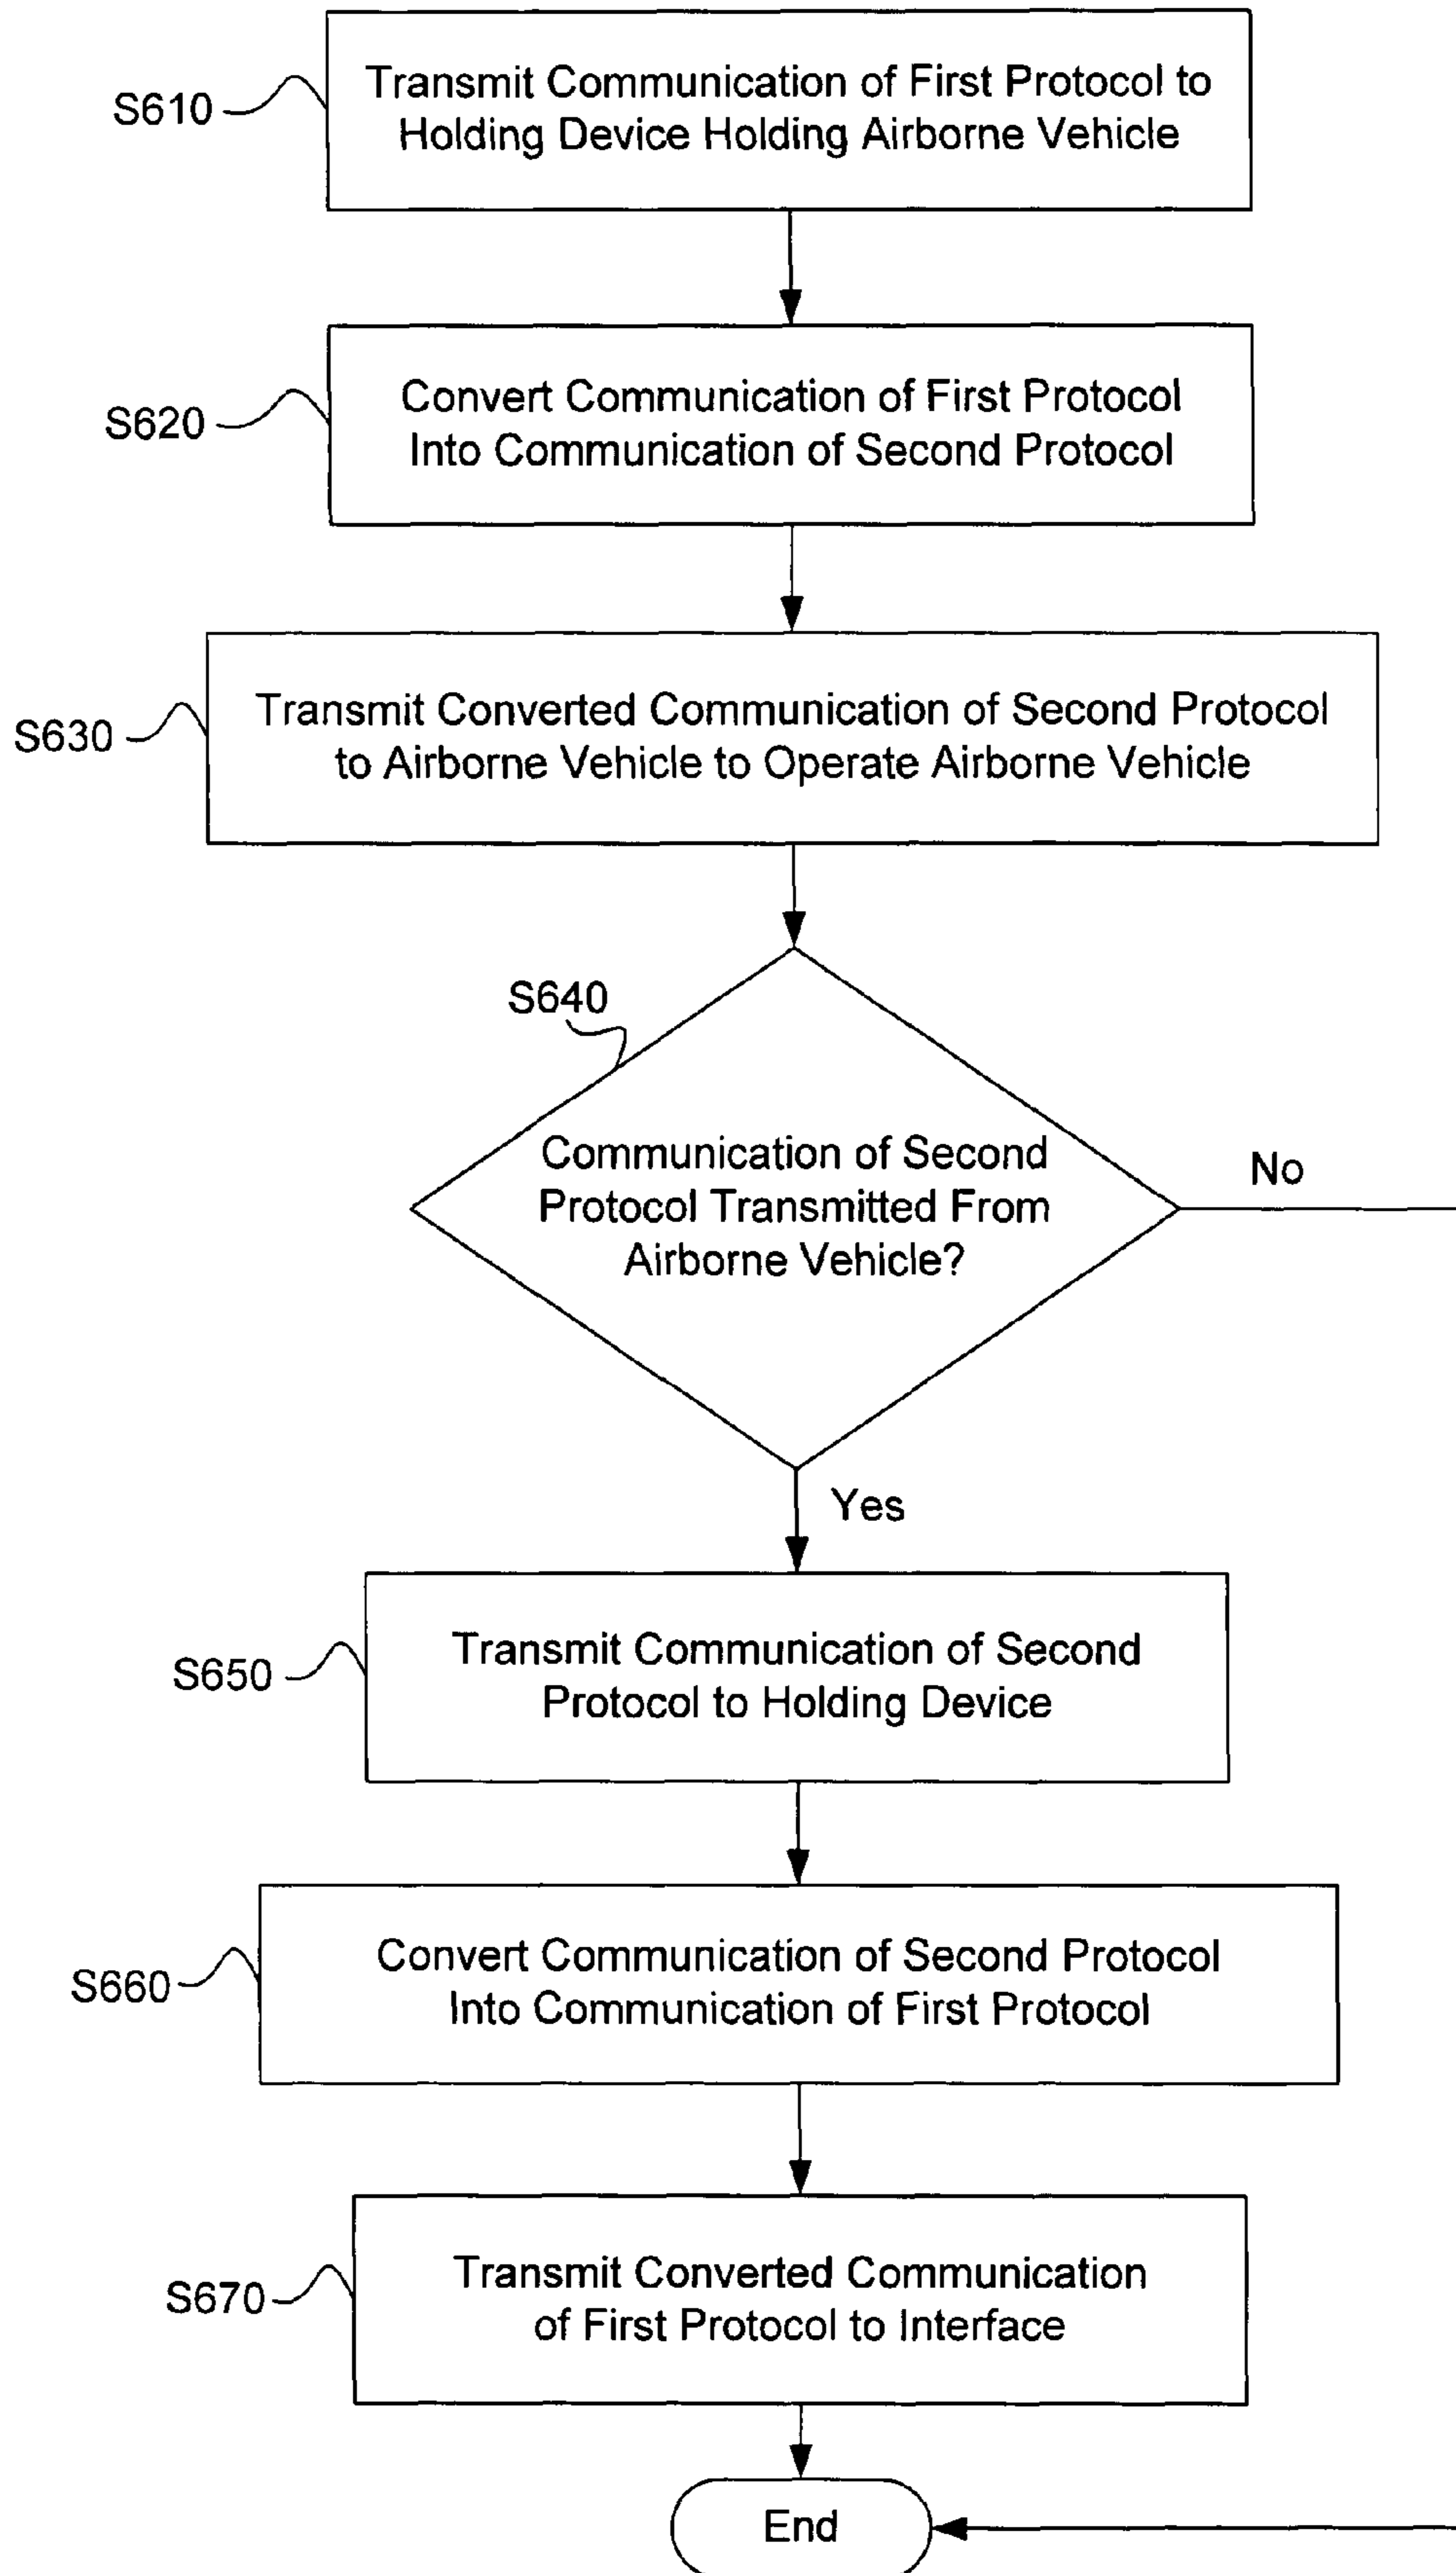 S610
Transmit Communication of First Protocol to
Holding Device Holding Airborne Vehicle
S620
Convert Communication of First Protocol
Into Communication of Second Protocol
S630
Transmit Converted Communication of Second Protocol
to Airborne Vehicle to Operate Airborne Vehicle
S640
Communication of Second
Protocol Transmitted From
Airborne Vehicle?
No
Yes
S650
Transmit Communication of Second
Protocol to Holding Device
S660
Convert Communication of Second Protocol
Into Communication of First Protocol
S670
Transmit Converted Communication
of First Protocol to Interface
End